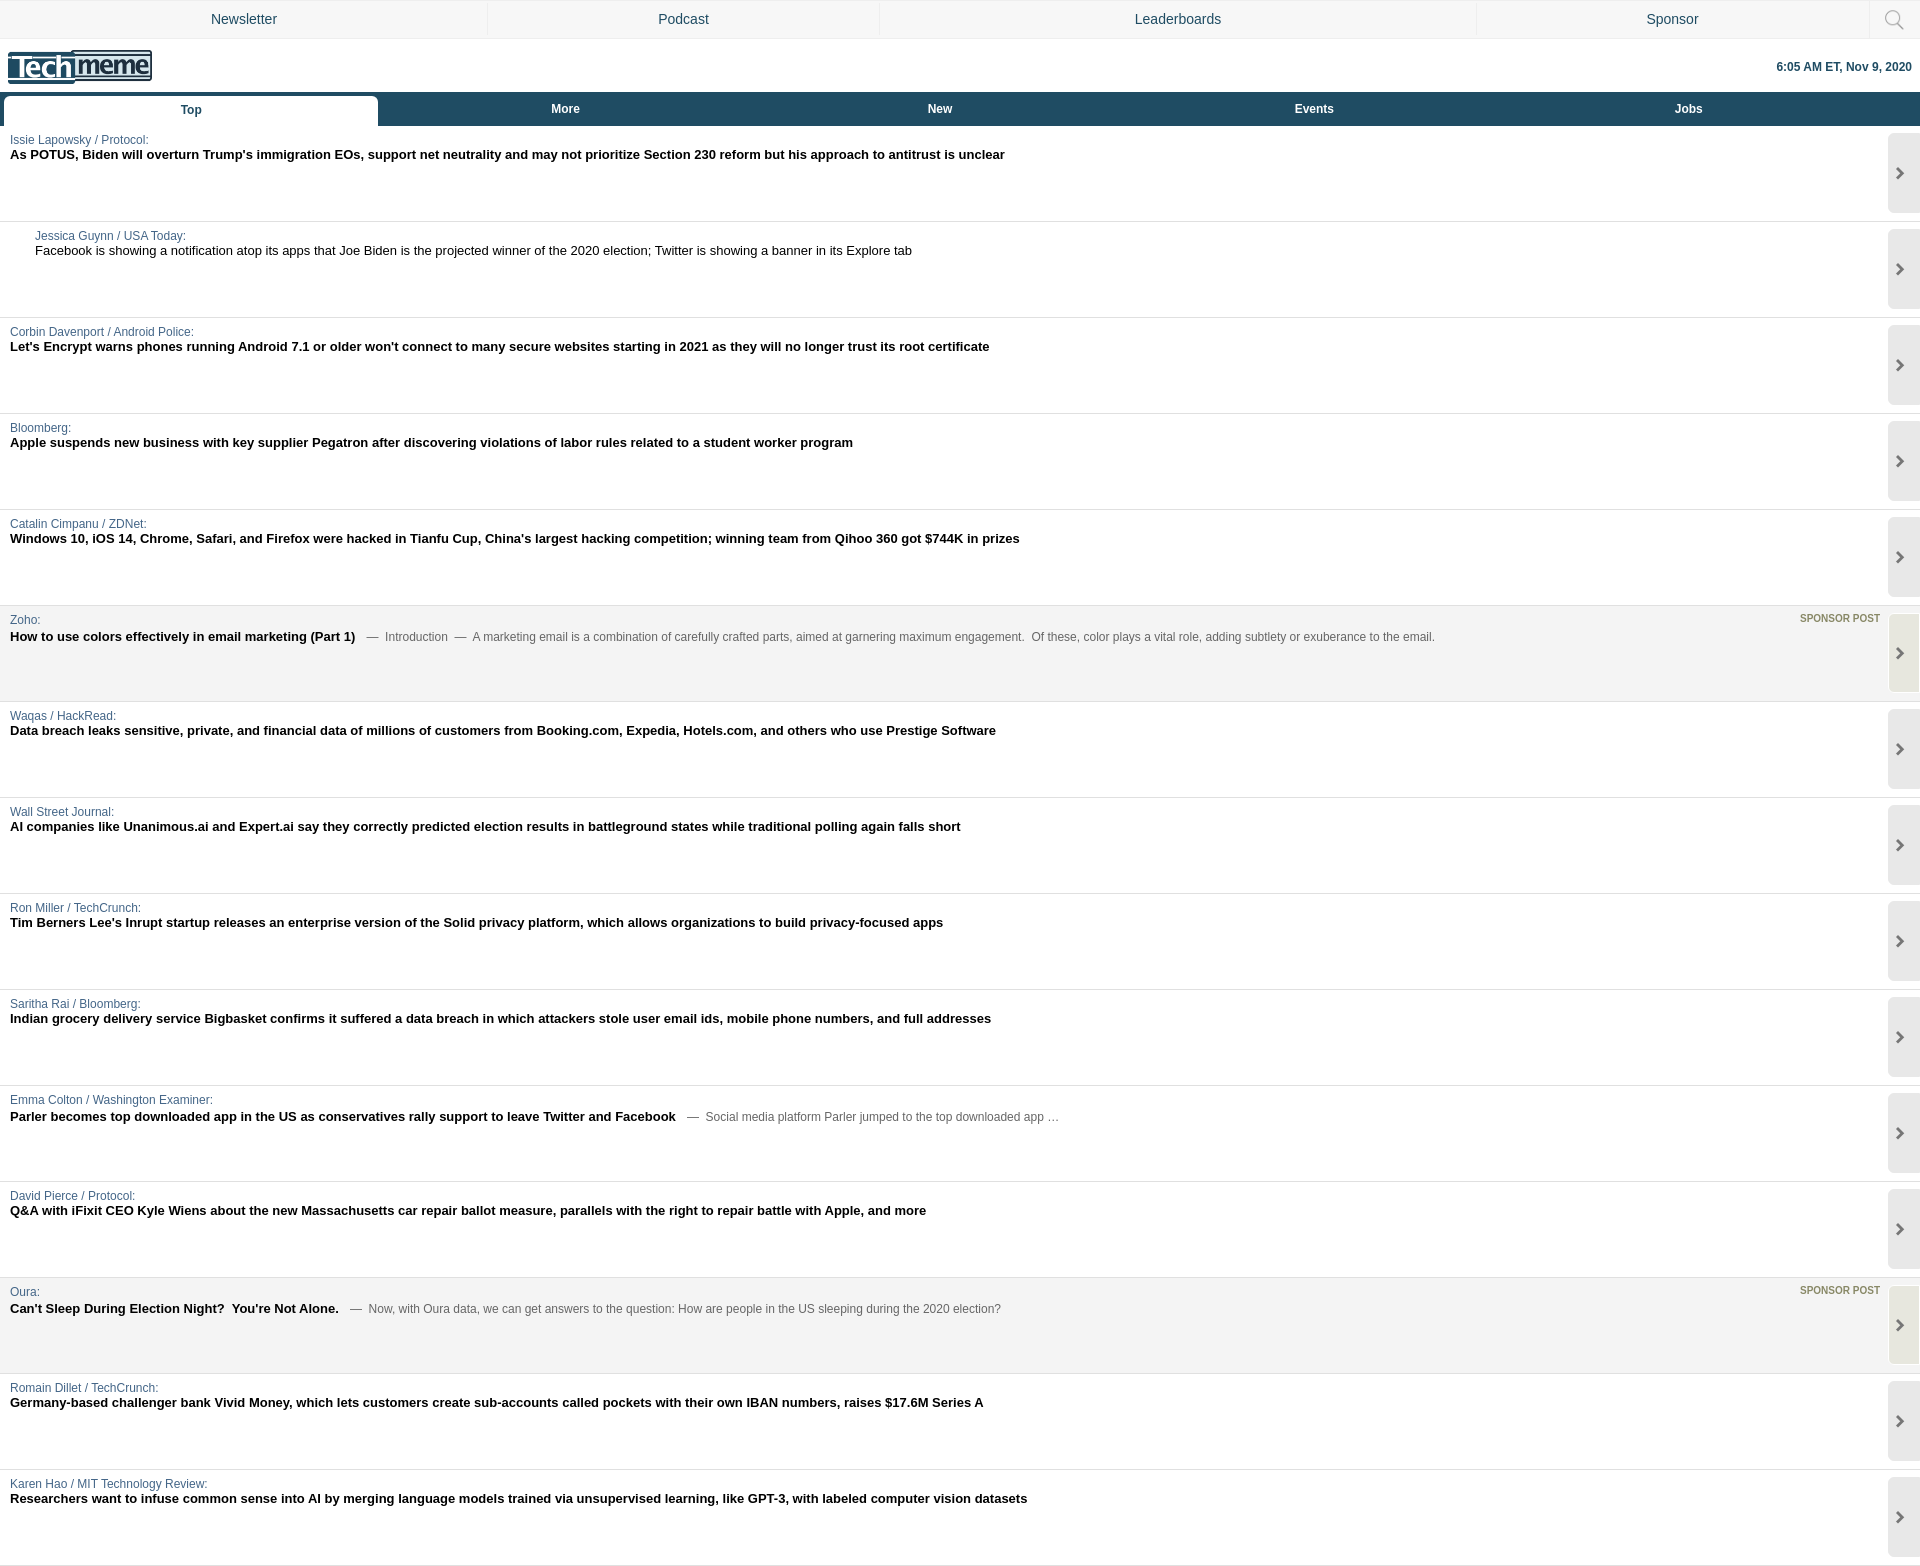 Newsletter
Podcast
Leaderboards
Sponsor
Techmeme
6:05 AM ET, Nov 9, 2020
Top
More
New
Events
Jobs
Issie Lapowsky / Protocol:
As POTUS, Biden will overturn Trump's immigration EOs, support net neutrality and may not prioritize Section 230 reform but his approach to antitrust is unclear
Jessica Guynn / USA Today:
Facebook is showing a notification atop its apps that Joe Biden is the projected winner of the 2020 election; Twitter is showing a banner in its Explore tab
Corbin Davenport / Android Police:
Let's Encrypt warns phones running Android 7.1 or older won't connect to many secure websites starting in 2021 as they will no longer trust its root certificate
Bloomberg:
Apple suspends new business with key supplier Pegatron after discovering violations of labor rules related to a student worker program
Catalin Cimpanu / ZDNet:
Windows 10, iOS 14, Chrome, Safari, and Firefox were hacked in Tianfu Cup, China's largest hacking competition; winning team from Qihoo 360 got $744K in prizes
Zoho:
SPONSOR POST
How to use colors effectively in email marketing (Part 1) — Introduction — A marketing email is a combination of carefully crafted parts, aimed at garnering maximum engagement. Of these, color plays a vital role, adding subtlety or exuberance to the email.
Waqas / HackRead:
Data breach leaks sensitive, private, and financial data of millions of customers from Booking.com, Expedia, Hotels.com, and others who use Prestige Software
Wall Street Journal:
AI companies like Unanimous.ai and Expert.ai say they correctly predicted election results in battleground states while traditional polling again falls short
Ron Miller / TechCrunch:
Tim Berners Lee's Inrupt startup releases an enterprise version of the Solid privacy platform, which allows organizations to build privacy-focused apps
Saritha Rai / Bloomberg:
Indian grocery delivery service Bigbasket confirms it suffered a data breach in which attackers stole user email ids, mobile phone numbers, and full addresses
Emma Colton / Washington Examiner:
Parler becomes top downloaded app in the US as conservatives rally support to leave Twitter and Facebook — Social media platform Parler jumped to the top downloaded app …
David Pierce / Protocol:
Q&A with iFixit CEO Kyle Wiens about the new Massachusetts car repair ballot measure, parallels with the right to repair battle with Apple, and more
Oura:
SPONSOR POST
Can't Sleep During Election Night? You're Not Alone. — Now, with Oura data, we can get answers to the question: How are people in the US sleeping during the 2020 election?
Romain Dillet / TechCrunch:
Germany-based challenger bank Vivid Money, which lets customers create sub-accounts called pockets with their own IBAN numbers, raises $17.6M Series A
Karen Hao / MIT Technology Review:
Researchers want to infuse common sense into AI by merging language models trained via unsupervised learning, like GPT-3, with labeled computer vision datasets